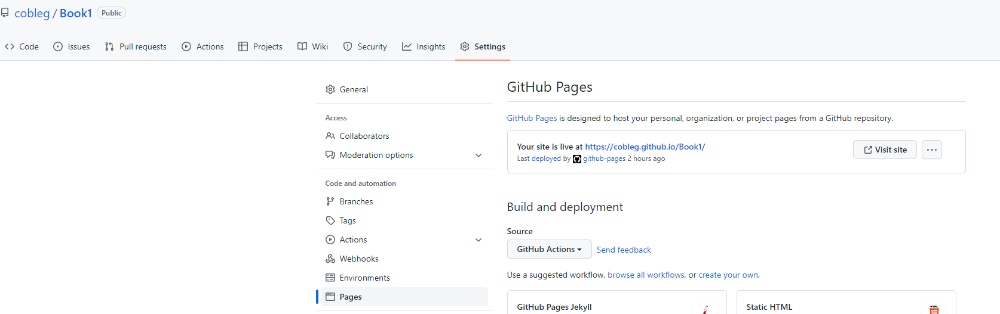 cobleg / Book1 Public
Code Issues Pull requests Actions Projects Wiki Security Insights Settings
General
Access
Collaborators
Moderation options
Code and automation
Branches
Tags
Actions
Webhooks
Environments
Pages
GitHub Pages
GitHub Pages is designed to host your personal, organization, or project pages from a GitHub repository.
Your site is live at https://cobleg.github.io/Book1/
Last deployed by github-pages 2 hours ago
Visit site
Build and deployment
Source
GitHub Actions Send feedback
Use a suggested workflow, browse all workflows, or create your own.
GitHub Pages Jekyll
Static HTML
HTML